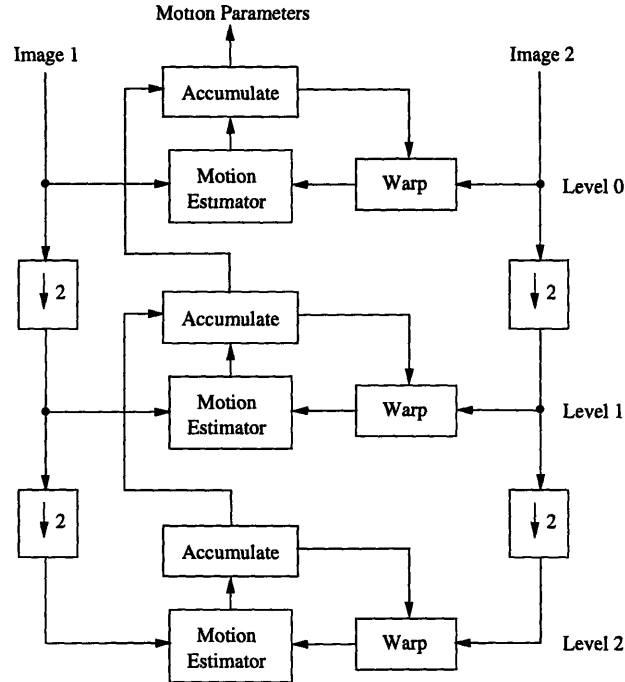 Motion Parameters
Image 1
Image 2
Accumulate
Motion
Estimator
Warp
Level 0
↓ 2
↓ 2
Accumulate
Motion
Estimator
Warp
Level 1
↓ 2
↓ 2
Accumulate
Motion
Estimator
Warp
Level 2